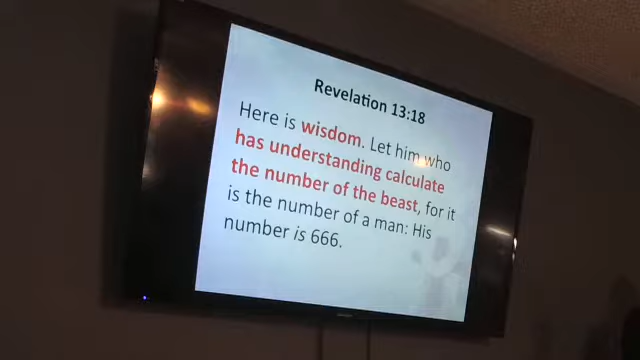 Revelation 13:18
Here is wisdom. Let him who
has understanding calculate
the number of the beast, for it
is the number of a man: His
number is 666.